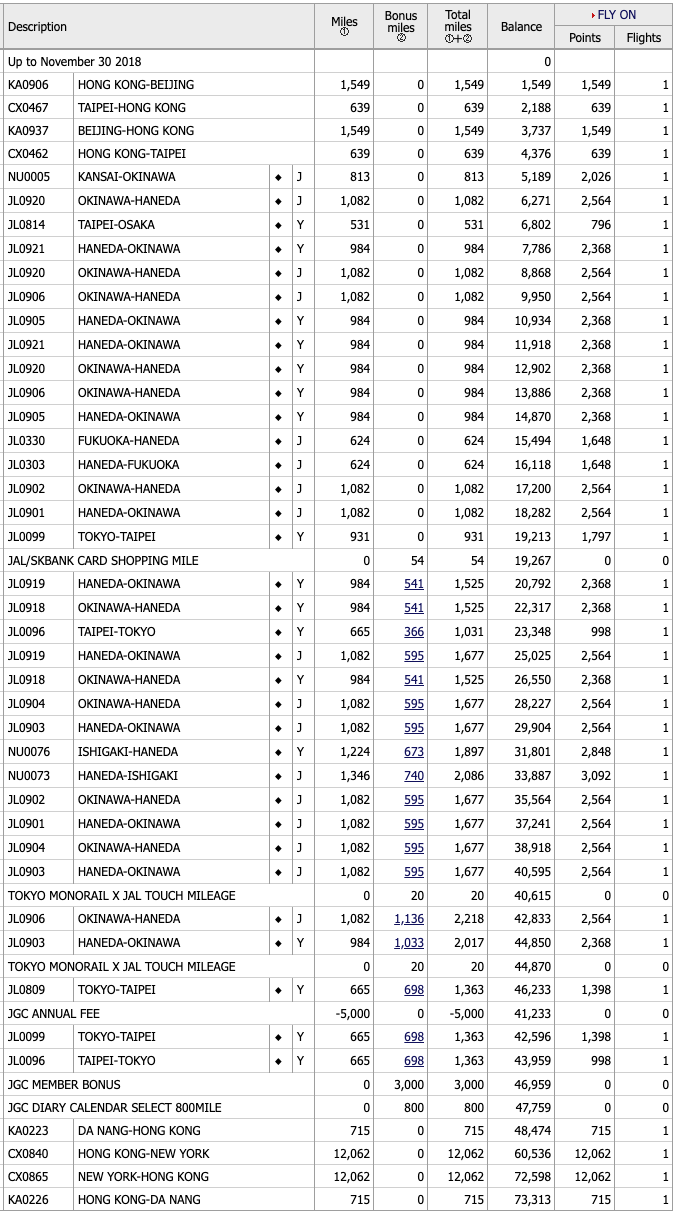 Description Miles ① Bonus miles ② Total miles ①+② Balance FLY ON Points Flights
Up to November 30 2018 0
KA0906 HONG KONG-BEIJING 1,549 0 1,549 1,549 1,549 1
CX0467 TAIPEI-HONG KONG 639 0 639 2,188 639 1
KA0937 BEIJING-HONG KONG 1,549 0 1,549 3,737 1,549 1
CX0462 HONG KONG-TAIPEI 639 0 639 4,376 639 1
NU0005 KANSAI-OKINAWA ◆ J 813 0 813 5,189 2,026 1
JL0920 OKINAWA-HANEDA ◆ J 1,082 0 1,082 6,271 2,564 1
JL0814 TAIPEI-OSAKA ◆ Y 531 0 531 6,802 796 1
JL0921 HANEDA-OKINAWA ◆ Y 984 0 984 7,786 2,368 1
JL0920 OKINAWA-HANEDA ◆ J 1,082 0 1,082 8,868 2,564 1
JL0906 OKINAWA-HANEDA ◆ J 1,082 0 1,082 9,950 2,564 1
JL0905 HANEDA-OKINAWA ◆ Y 984 0 984 10,934 2,368 1
JL0921 HANEDA-OKINAWA ◆ Y 984 0 984 11,918 2,368 1
JL0920 OKINAWA-HANEDA ◆ Y 984 0 984 12,902 2,368 1
JL0906 OKINAWA-HANEDA ◆ Y 984 0 984 13,886 2,368 1
JL0905 HANEDA-OKINAWA ◆ Y 984 0 984 14,870 2,368 1
JL0330 FUKUOKA-HANEDA ◆ J 624 0 624 15,494 1,648 1
JL0303 HANEDA-FUKUOKA ◆ J 624 0 624 16,118 1,648 1
JL0902 OKINAWA-HANEDA ◆ J 1,082 0 1,082 17,200 2,564 1
JL0901 HANEDA-OKINAWA ◆ J 1,082 0 1,082 18,282 2,564 1
JL0099 TOKYO-TAIPEI ◆ Y 931 0 931 19,213 1,797 1
JAL/SKBANK CARD SHOPPING MILE 0 54 54 19,267 0 0
JL0919 HANEDA-OKINAWA ◆ Y 984 541 1,525 20,792 2,368 1
JL0918 OKINAWA-HANEDA ◆ Y 984 541 1,525 22,317 2,368 1
JL0096 TAIPEI-TOKYO ◆ Y 665 366 1,031 23,348 998 1
JL0919 HANEDA-OKINAWA ◆ J 1,082 595 1,677 25,025 2,564 1
JL0918 OKINAWA-HANEDA ◆ Y 984 541 1,525 26,550 2,368 1
JL0904 OKINAWA-HANEDA ◆ J 1,082 595 1,677 28,227 2,564 1
JL0903 HANEDA-OKINAWA ◆ J 1,082 595 1,677 29,904 2,564 1
NU0076 ISHIGAKI-HANEDA ◆ Y 1,224 673 1,897 31,801 2,848 1
NU0073 HANEDA-ISHIGAKI ◆ J 1,346 740 2,086 33,887 3,092 1
JL0902 OKINAWA-HANEDA ◆ J 1,082 595 1,677 35,564 2,564 1
JL0901 HANEDA-OKINAWA ◆ J 1,082 595 1,677 37,241 2,564 1
JL0904 OKINAWA-HANEDA ◆ J 1,082 595 1,677 38,918 2,564 1
JL0903 HANEDA-OKINAWA ◆ J 1,082 595 1,677 40,595 2,564 1
TOKYO MONORAIL X JAL TOUCH MILEAGE 0 20 20 40,615 0 0
JL0906 OKINAWA-HANEDA ◆ J 1,082 1,136 2,218 42,833 2,564 1
JL0903 HANEDA-OKINAWA ◆ Y 984 1,033 2,017 44,850 2,368 1
TOKYO MONORAIL X JAL TOUCH MILEAGE 0 20 20 44,870 0 0
JL0809 TOKYO-TAIPEI ◆ Y 665 698 1,363 46,233 1,398 1
JGC ANNUAL FEE -5,000 0 -5,000 41,233 0 0
JL0099 TOKYO-TAIPEI ◆ Y 665 698 1,363 42,596 1,398 1
JL0096 TAIPEI-TOKYO ◆ Y 665 698 1,363 43,959 998 1
JGC MEMBER BONUS 0 3,000 3,000 46,959 0 0
JGC DIARY CALENDAR SELECT 800MILE 0 800 800 47,759 0 0
KA0223 DA NANG-HONG KONG 715 0 715 48,474 715 1
CX0840 HONG KONG-NEW YORK 12,062 0 12,062 60,536 12,062 1
CX0865 NEW YORK-HONG KONG 12,062 0 12,062 72,598 12,062 1
KA0226 HONG KONG-DA NANG 715 0 715 73,313 715 1